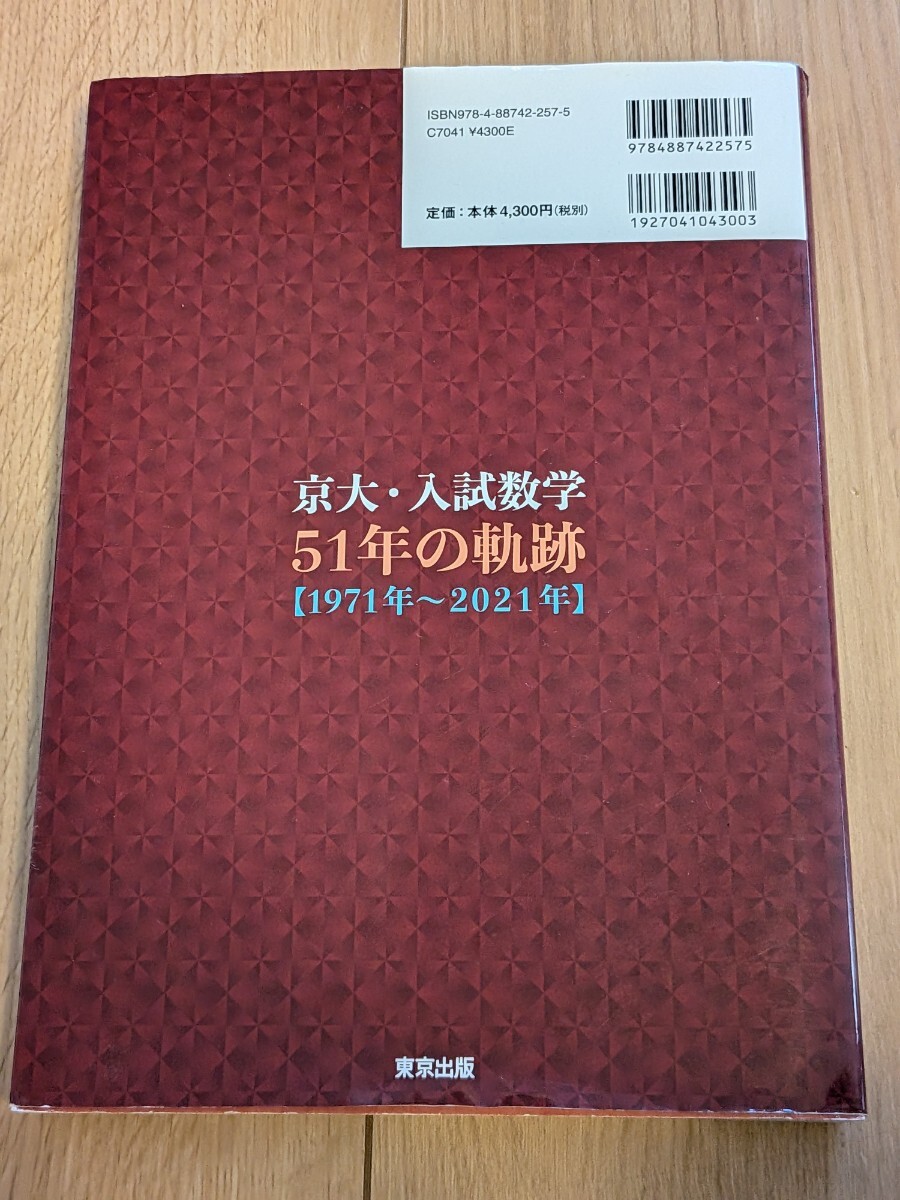 ISBN978-4-88742-257-5
C7041 ¥4300E
9784887422575
定価：本体4,300円（税別）
1927041043003
京大・入試数学
51年の軌跡
【1971年～2021年】
東京出版